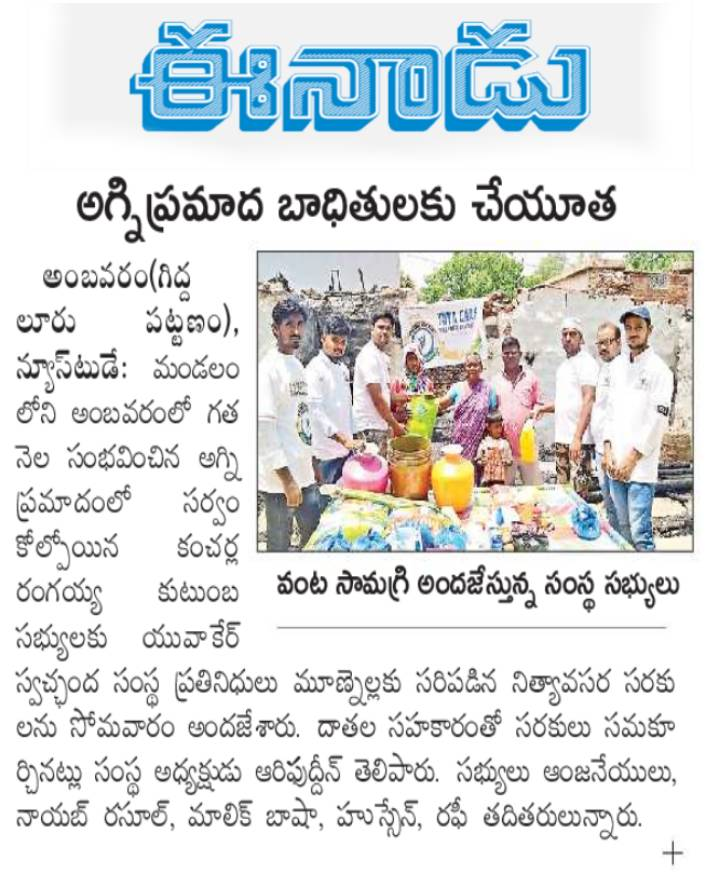 ఈనాడు
అగ్నిప్రమాద బాధితులకు చేయూత
అంబవరం(గిద్ద
లూరు పట్టణం),
న్యూస్‌టుడే: మండలం
లోని అంబవరంలో గత
నెల సంభవించిన అగ్ని
ప్రమాదంలో సర్వం
కోల్పోయిన కంచర్ల
రంగయ్య కుటుంబ
సభ్యులకు యువాకేర్
స్వచ్ఛంద సంస్థ ప్రతినిధులు మూణ్నెల్లకు సరిపడిన నిత్యావసర సరకు
లను సోమవారం అందజేశారు. దాతల సహకారంతో సరకులు సమకూ
ర్చినట్లు సంస్థ అధ్యక్షుడు ఆరిఫుద్దీన్ తెలిపారు. సభ్యులు ఆంజనేయులు,
నాయబ్ రసూల్, మాలిక్ బాషా, హుస్సేన్, రఫీ తదితరులున్నారు.
వంట సామగ్రి అందజేస్తున్న సంస్థ సభ్యులు